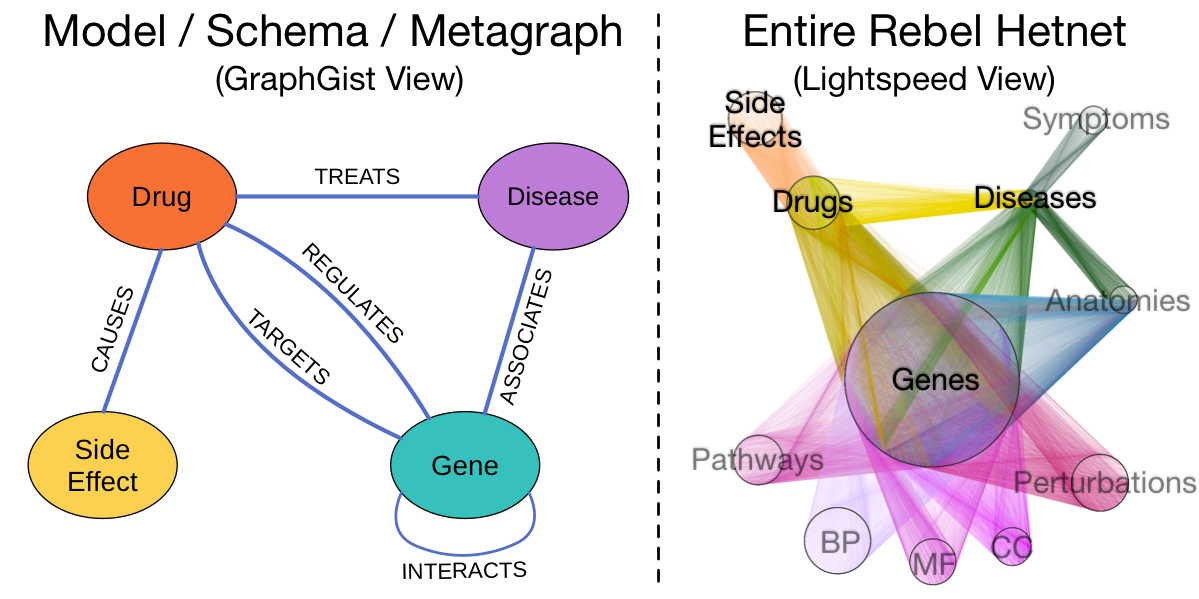 Model / Schema / Metagraph
(GraphGist View)
Drug
TREATS
Disease
CAUSES
REGULATES
TARGETS
ASSOCIATES
Side
Effect
Gene
INTERACTS
Entire Rebel Hetnet
(Lightspeed View)
Side
Effects
Symptoms
Drugs
Diseases
Anatomies
Genes
Pathways
Perturbations
BP
MF
CC